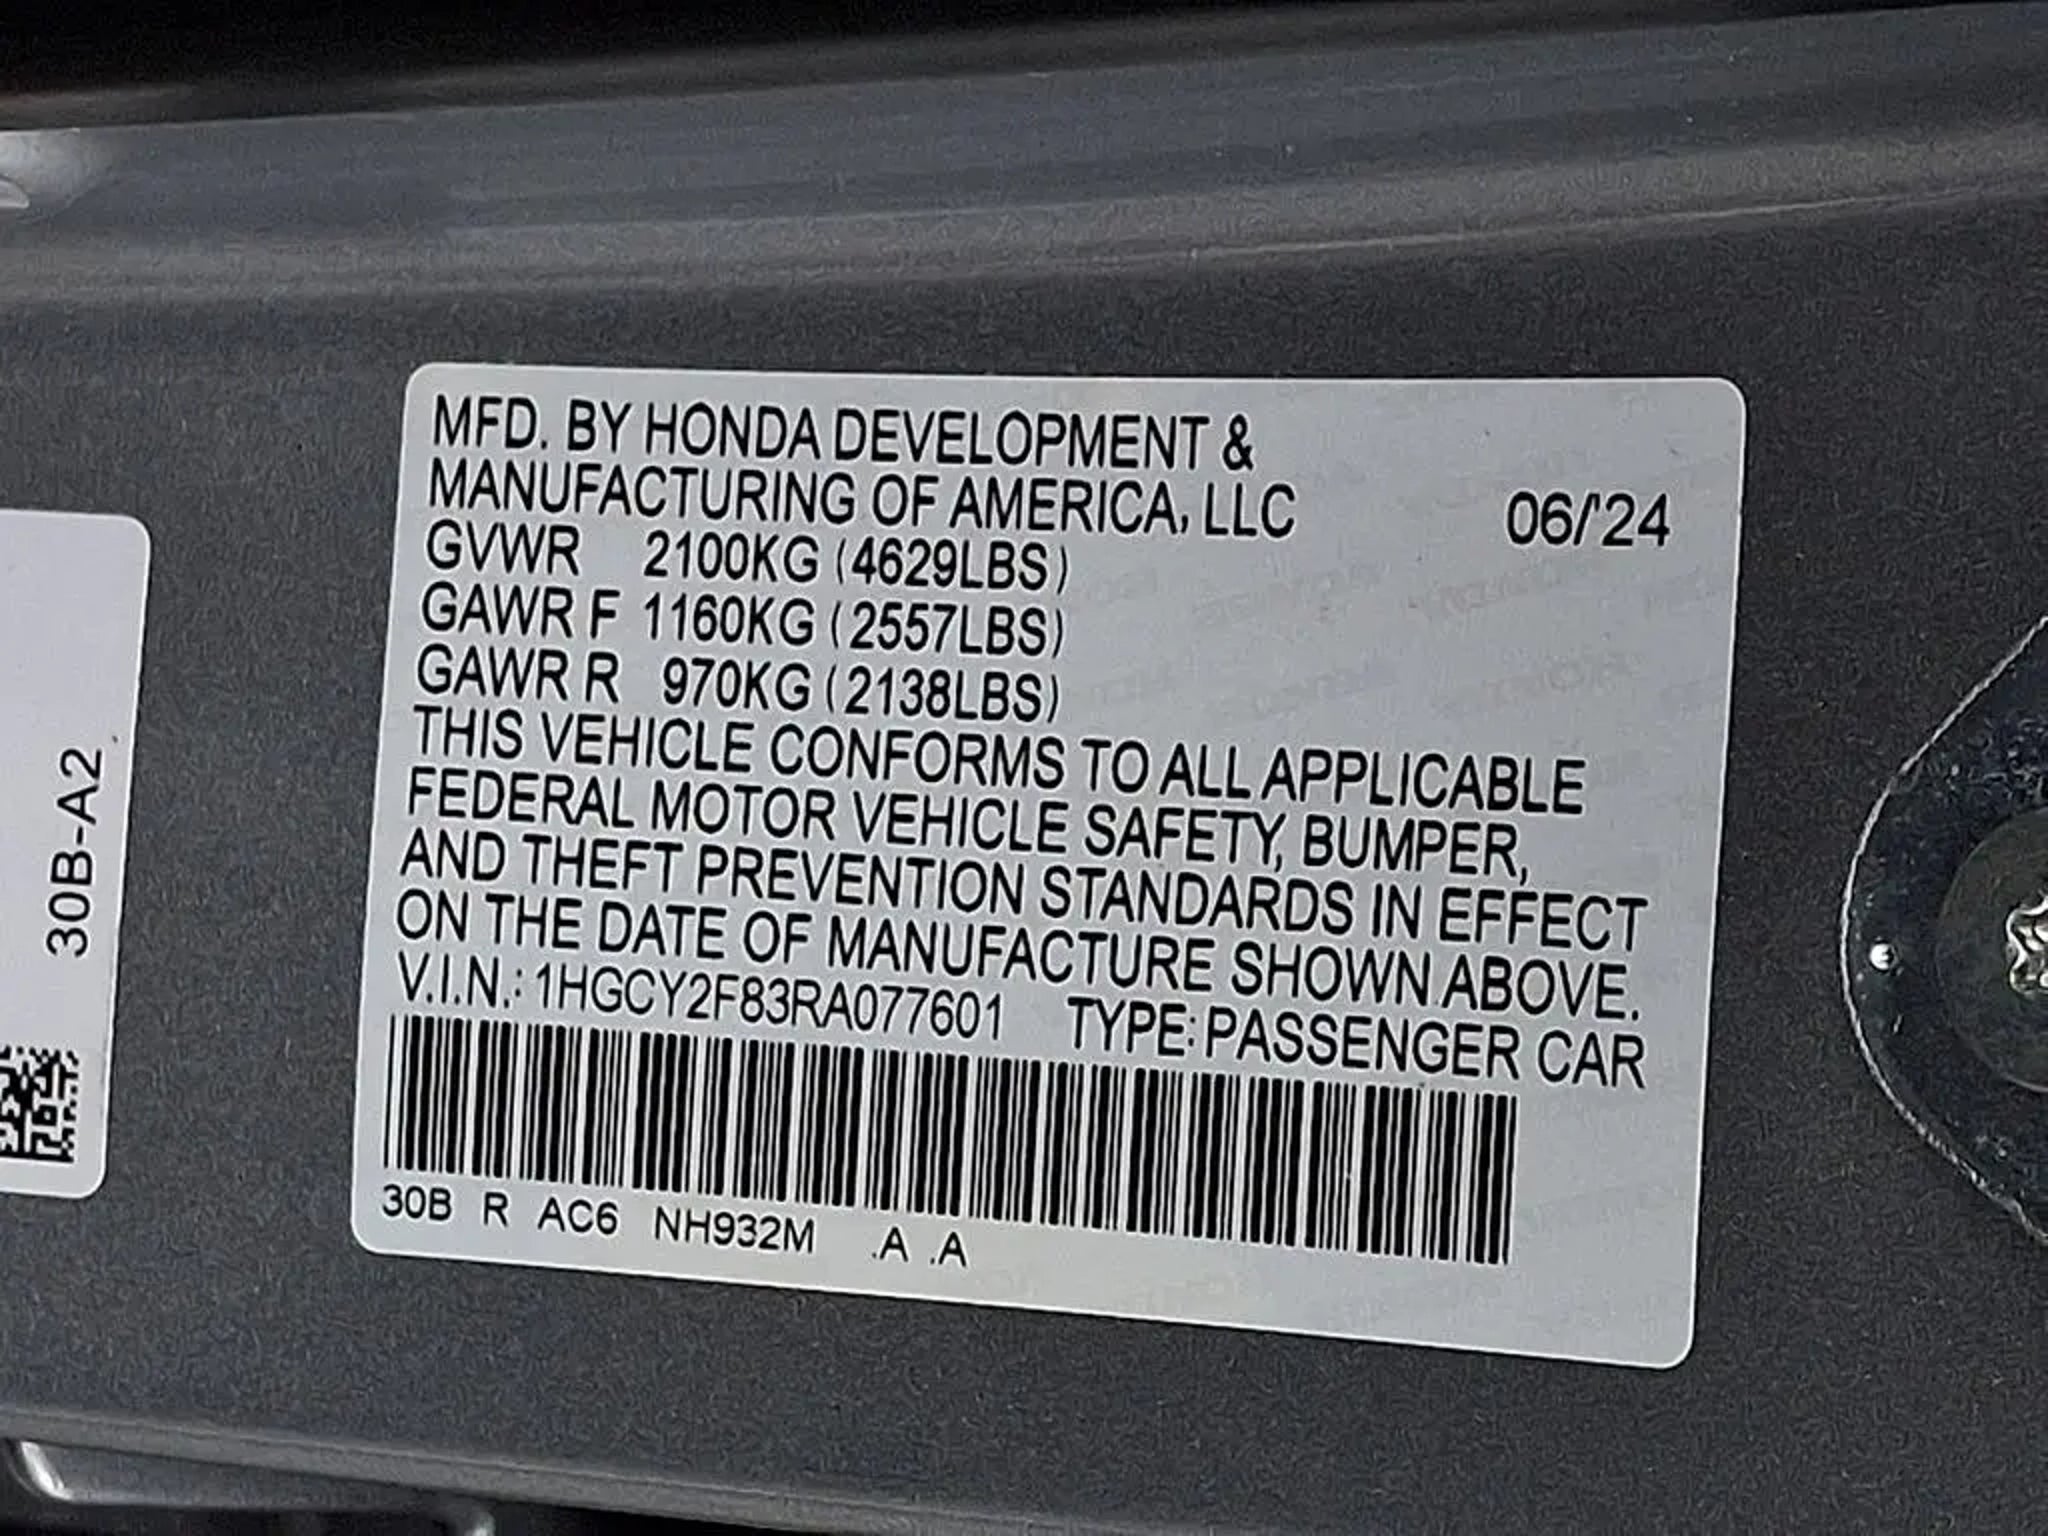 MFD. BY HONDA DEVELOPMENT &
MANUFACTURING OF AMERICA, LLC 06/'24
GVWR 2100KG (4629LBS)
GAWR F 1160KG (2557LBS)
GAWR R 970KG (2138LBS)
THIS VEHICLE CONFORMS TO ALL APPLICABLE
FEDERAL MOTOR VEHICLE SAFETY, BUMPER,
AND THEFT PREVENTION STANDARDS IN EFFECT
ON THE DATE OF MANUFACTURE SHOWN ABOVE.
V.I.N.: 1HGCY2F83RA077601 TYPE: PASSENGER CAR
30B R AC6 NH932M .A .A
30B-A2